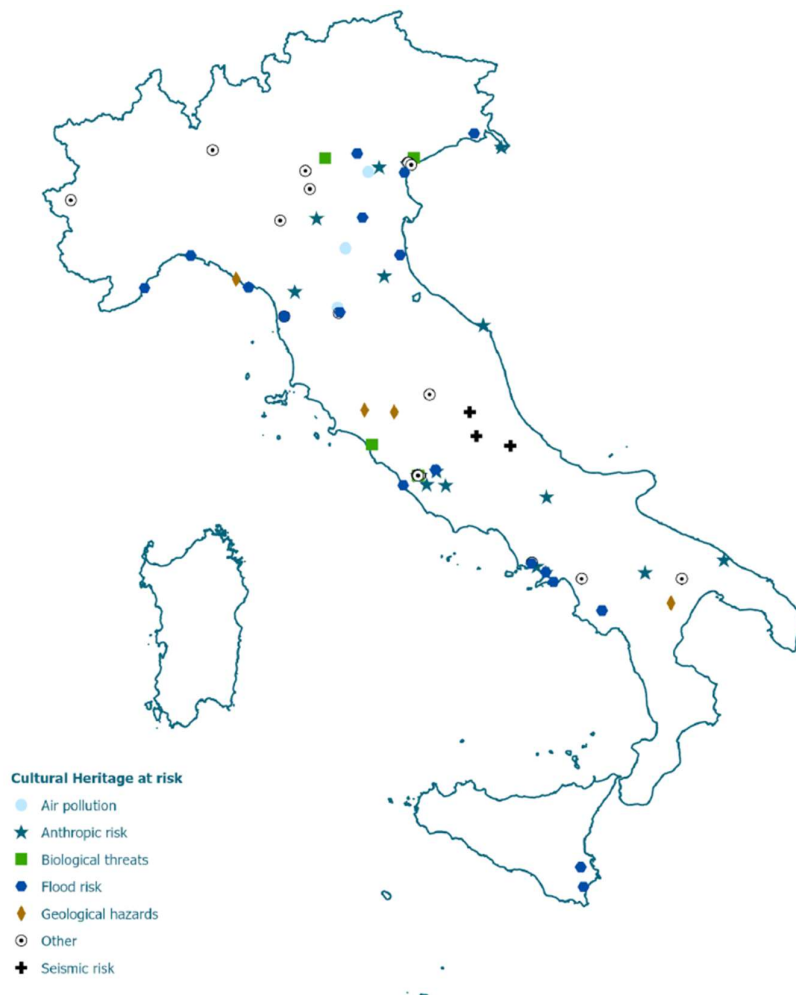 Cultural Heritage at risk
Air pollution
Anthropic risk
Biological threats
Flood risk
Geological hazards
Other
Seismic risk